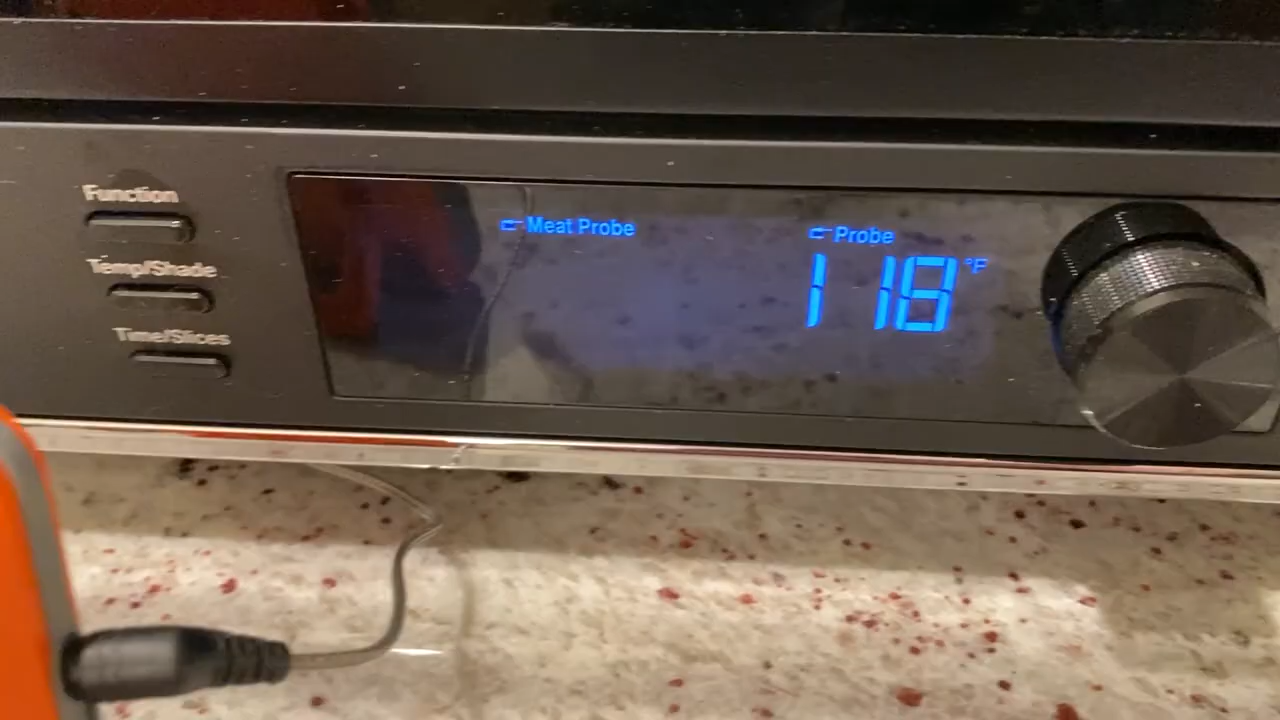 Function
Temp/Shade
Time/Slices
Meat Probe
Probe
118 °F